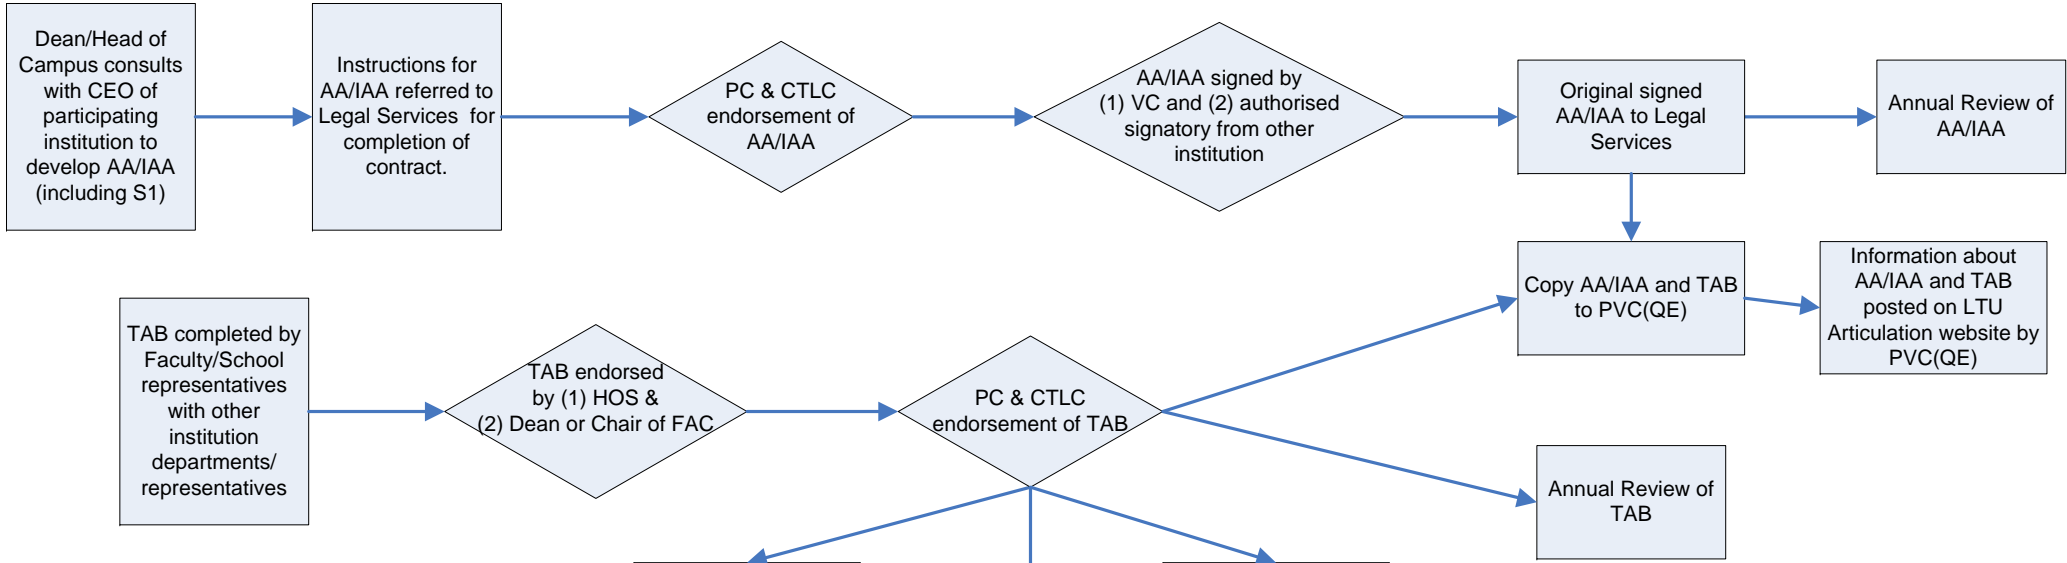 Dean/Head of
Campus consults
with CEO of
participating
institution to
develop AA/IAA
(including S1)
Instructions for
AA/IAA referred to
Legal Services  for
completion of
contract.
PC & CTLC
endorsement of
AA/IAA
AA/IAA signed by
(1) VC and (2) authorised
signatory from other
institution
Original signed
AA/IAA to Legal
Services
Annual Review of
AA/IAA
Copy AA/IAA and TAB
to PVC(QE)
Information about
AA/IAA and TAB
posted on LTU
Articulation website by
PVC(QE)
TAB completed by
Faculty/School
representatives
with other
institution
departments/
representatives
TAB endorsed
by (1) HOS &
(2) Dean or Chair of FAC
PC & CTLC
endorsement of TAB
Annual Review of
TAB